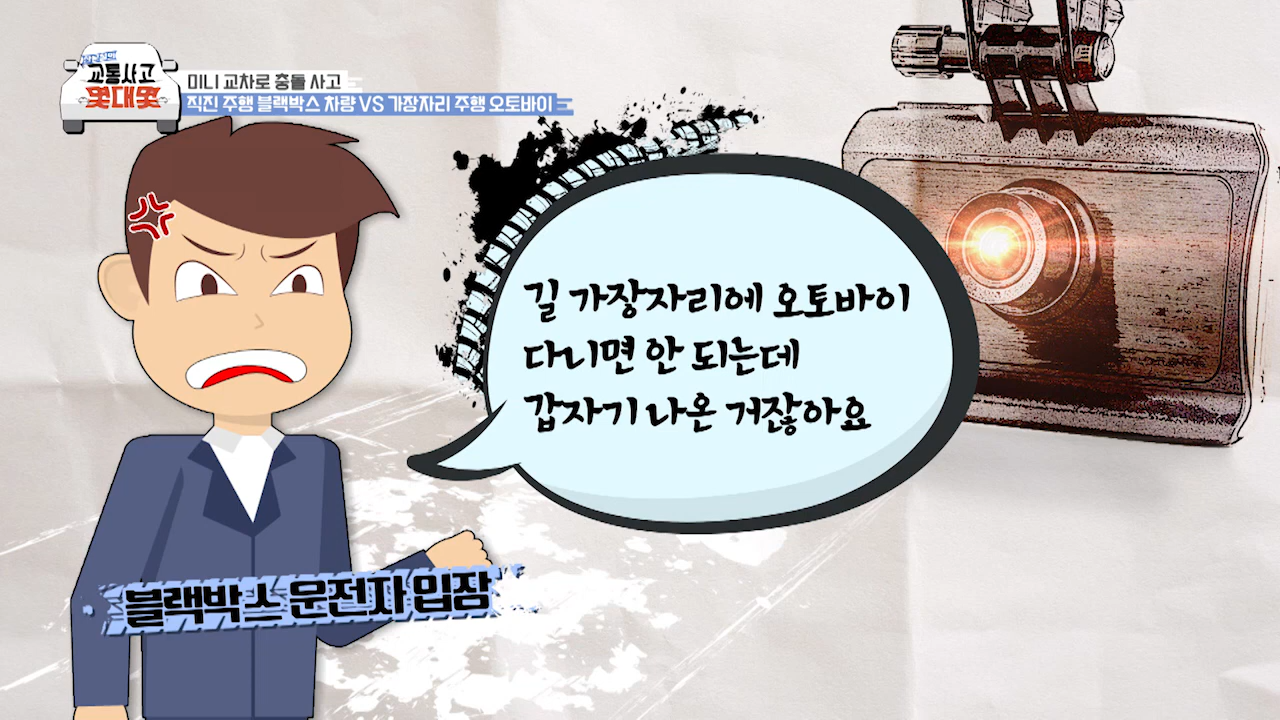 교통사고
몇대몇
미니 교차로 충돌 사고
직진 주행 블랙박스 차량 VS 가장자리 주행 오토바이
길 가장자리에 오토바이
다니면 안 되는데
갑자기 나온 거잖아요
블랙박스 운전자 입장